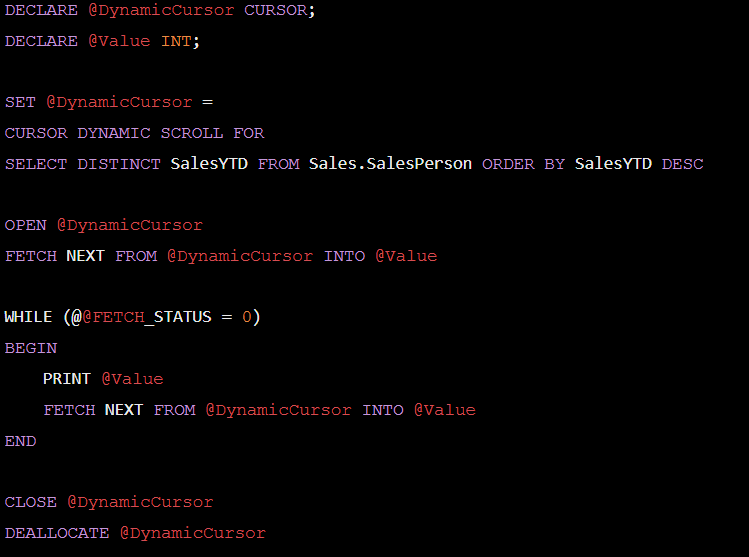 DECLARE @DynamicCursor CURSOR;
DECLARE @Value INT;
SET @DynamicCursor =
CURSOR DYNAMIC SCROLL FOR
SELECT DISTINCT SalesYTD FROM Sales.SalesPerson ORDER BY SalesYTD DESC
OPEN @DynamicCursor
FETCH NEXT FROM @DynamicCursor INTO @Value
WHILE (@@FETCH_STATUS = 0)
BEGIN
PRINT @Value
FETCH NEXT FROM @DynamicCursor INTO @Value
END
CLOSE @DynamicCursor
DEALLOCATE @DynamicCursor